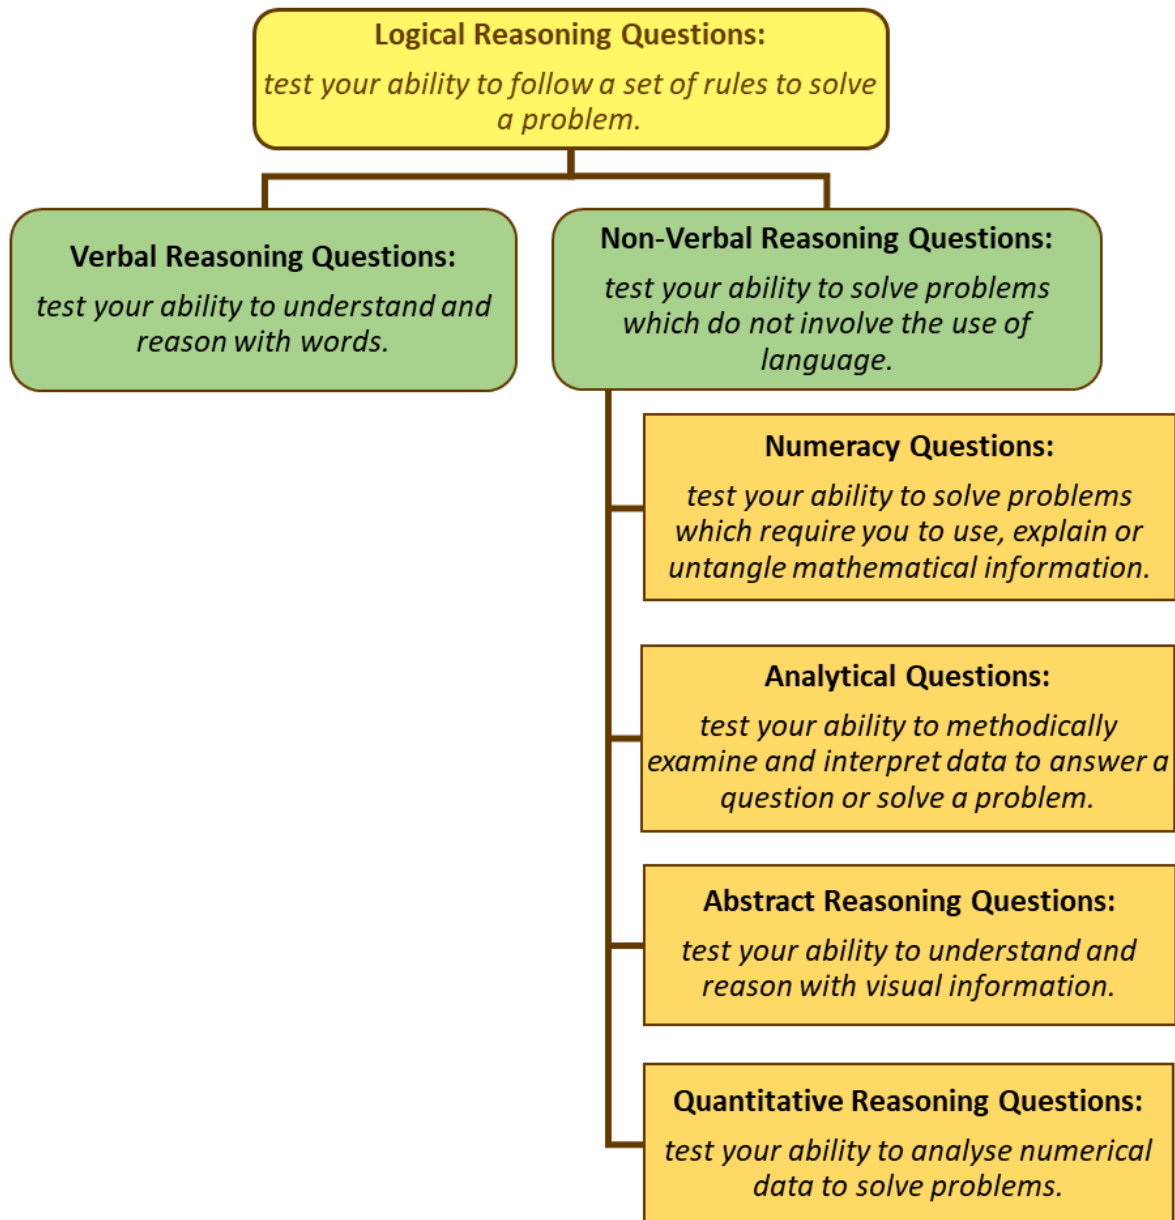 Logical Reasoning Questions:
test your ability to follow a set of rules to solve
a problem.
Verbal Reasoning Questions:
test your ability to understand and
reason with words.
Non-Verbal Reasoning Questions:
test your ability to solve problems
which do not involve the use of
language.
Numeracy Questions:
test your ability to solve problems
which require you to use, explain or
untangle mathematical information.
Analytical Questions:
test your ability to methodically
examine and interpret data to answer a
question or solve a problem.
Abstract Reasoning Questions:
test your ability to understand and
reason with visual information.
Quantitative Reasoning Questions:
test your ability to analyse numerical
data to solve problems.